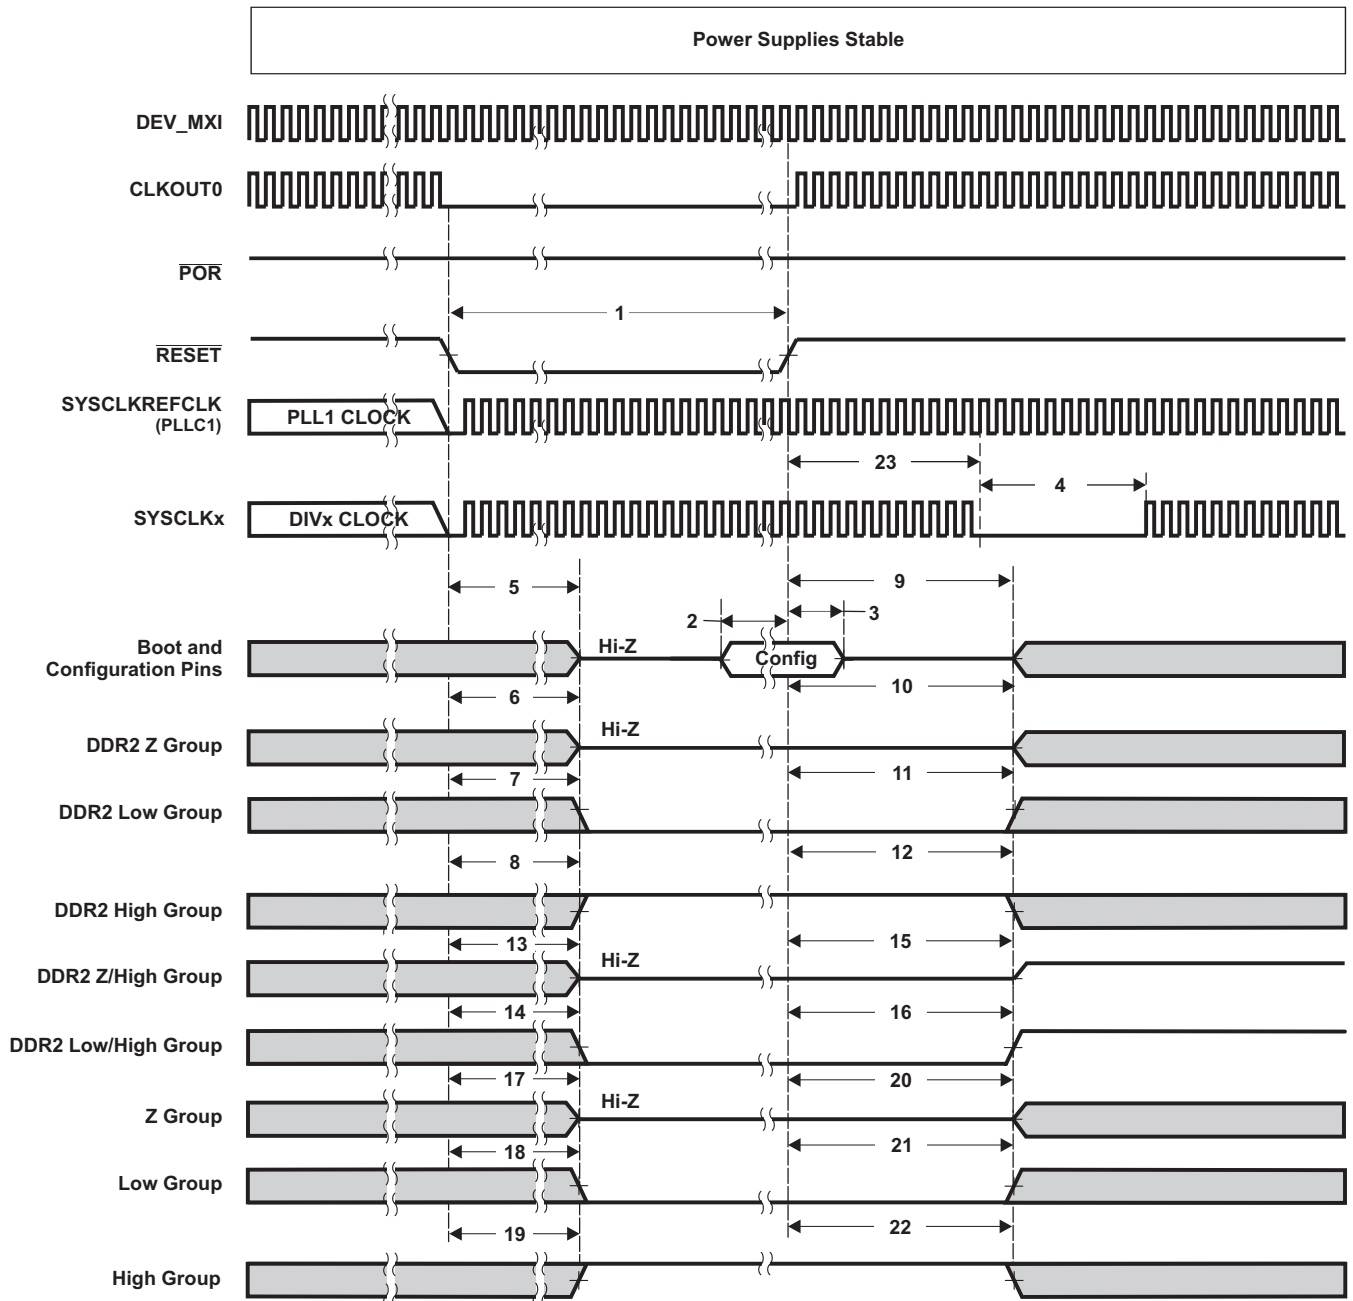 Power Supplies Stable
DEV_MXI
CLKOUT0
POR
1
RESET
SYSCLKREFCLK
(PLLC1)
PLL1 CLOCK
23
4
SYSCLKx
DIVx CLOCK
5
9
2
3
Boot and
Configuration Pins
Hi-Z
Config
6
10
DDR2 Z Group
Hi-Z
7
11
DDR2 Low Group
8
12
DDR2 High Group
13
15
DDR2 Z/High Group
Hi-Z
14
16
DDR2 Low/High Group
17
20
Z Group
Hi-Z
18
21
Low Group
19
22
High Group